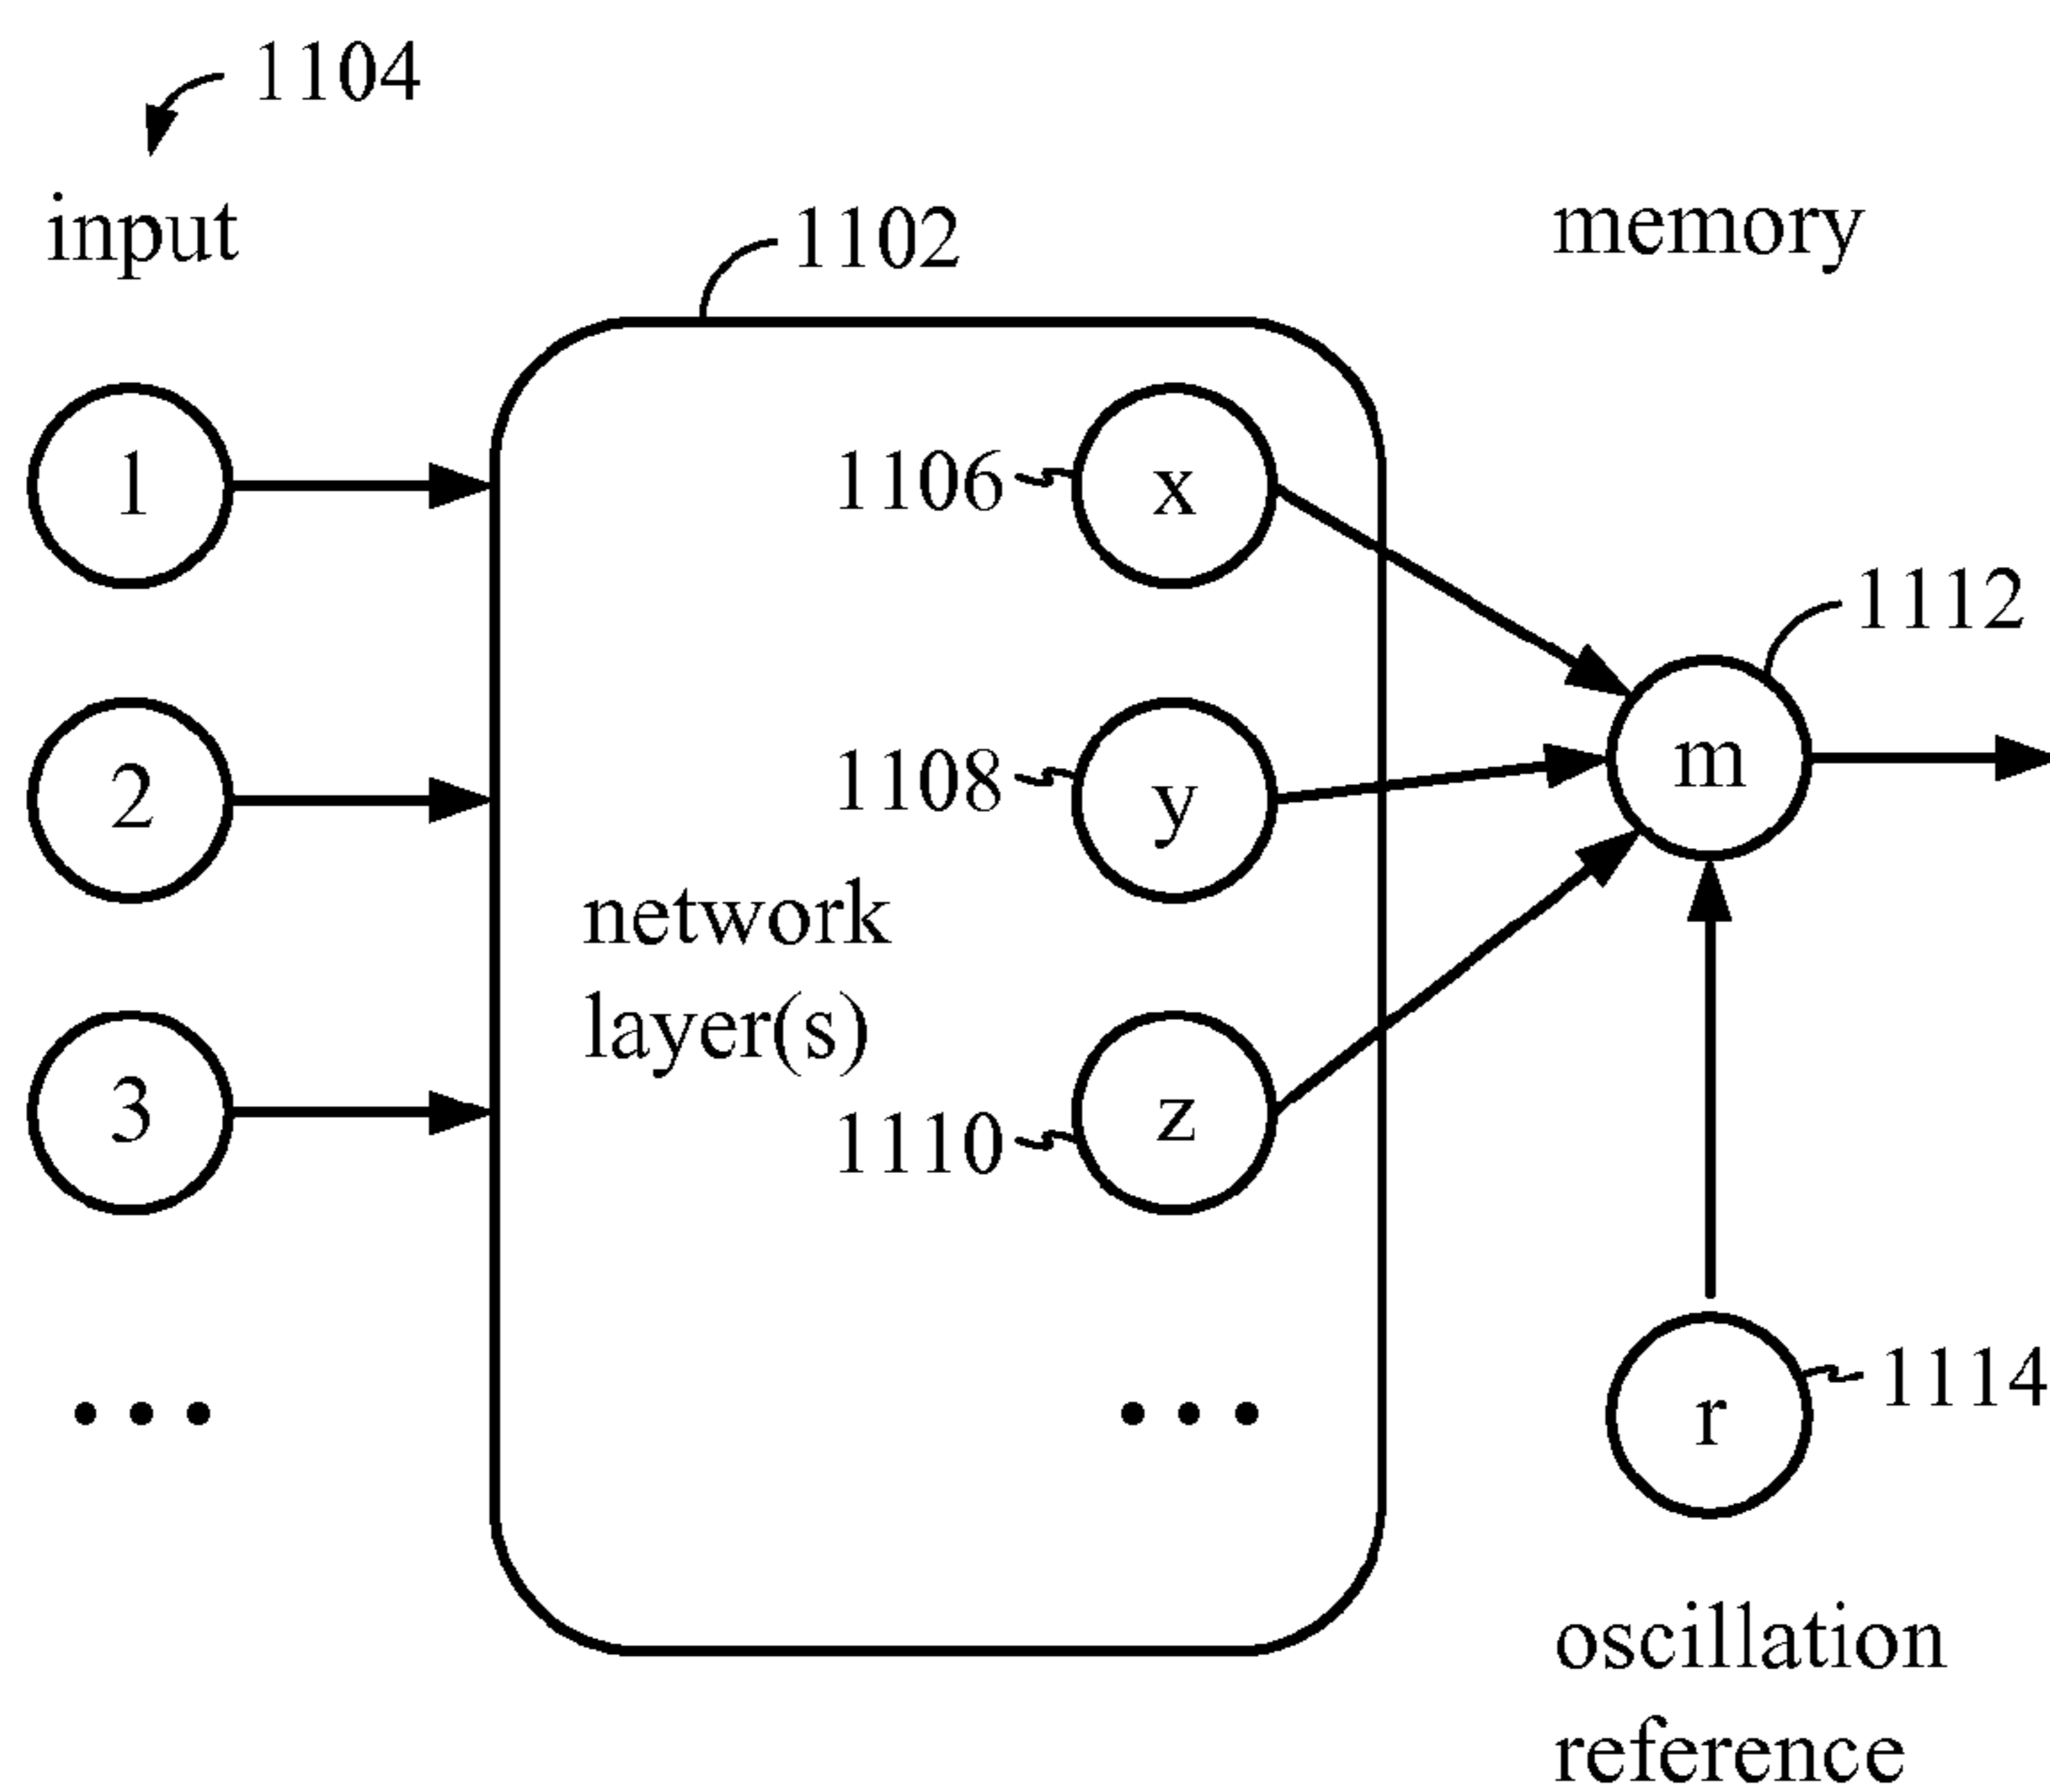 1104
input
1102
memory
1
1106
x
1112
2
1108
y
m
network
layer(s)
3
1110
z
...
...
r
1114
oscillation
reference